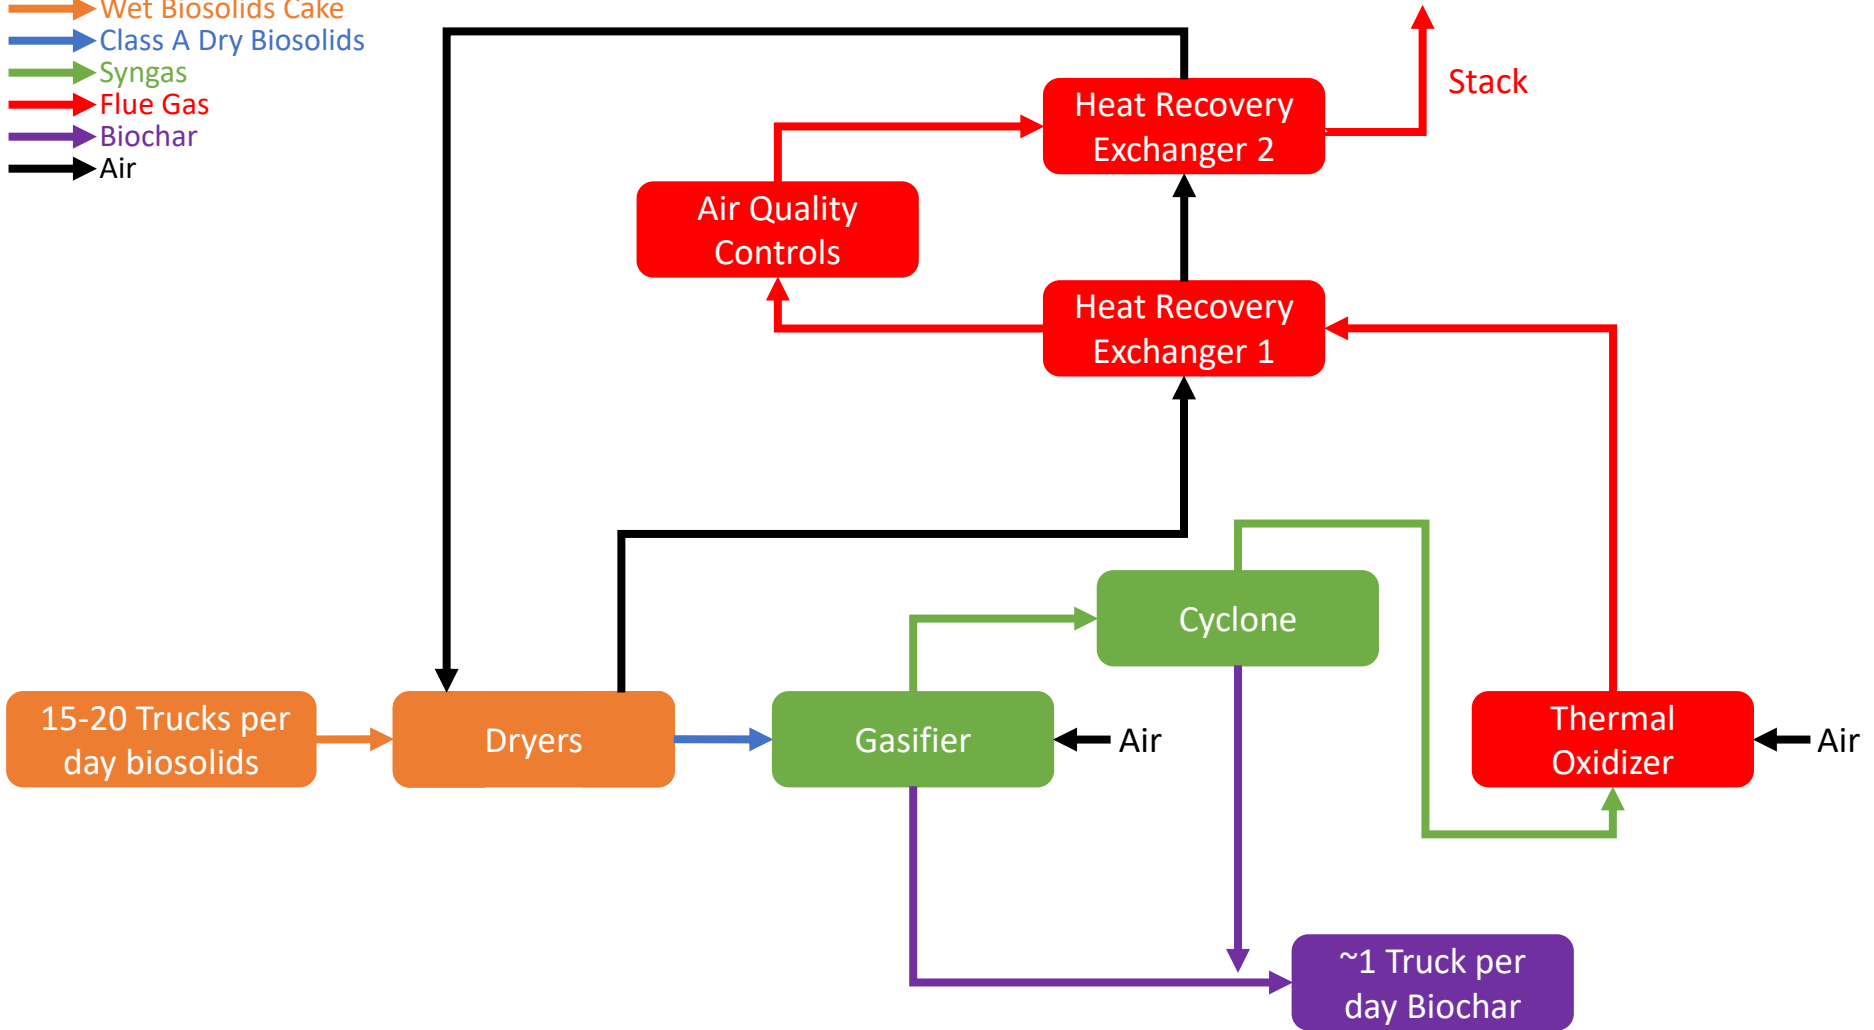 Wet Biosolids Cake
Class A Dry Biosolids
Syngas
Flue Gas
Biochar
Air
Stack
Heat Recovery
Exchanger 2
Air Quality
Controls
Heat Recovery
Exchanger 1
Cyclone
15-20 Trucks per
day biosolids
Dryers
Gasifier
Air
Thermal
Oxidizer
Air
~1 Truck per
day Biochar